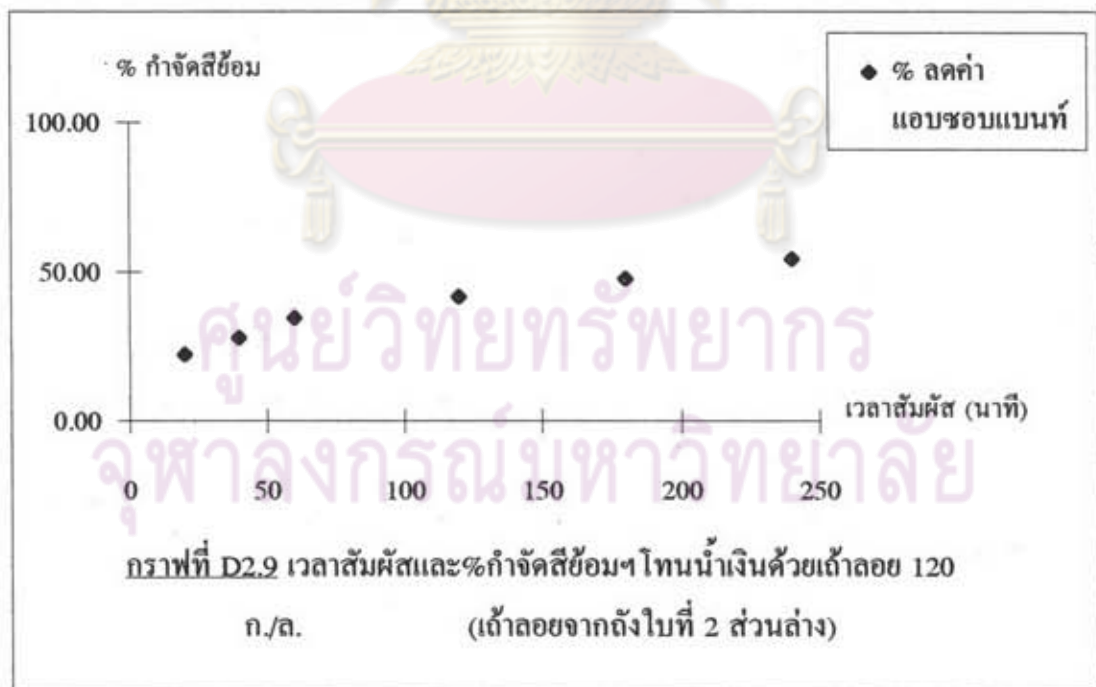 % กำจัดสีย้อม
◆ % ลดค่า
แอบซอบแบนท์
100.00
50.00
0.00
เวลาสัมผัส (นาที)
0 50 100 150 200 250
ศูนย์วิทยทรัพยากร
จุฬาลงกรณ์มหาวิทยาลัย
กราฟที่ D2.9 เวลาสัมผัสและ%กำจัดสีย้อมฯโทนน้ำเงินด้วยเถ้าลอย 120
ก./ล. (เถ้าลอยจากถังใบที่ 2 ส่วนล่าง)